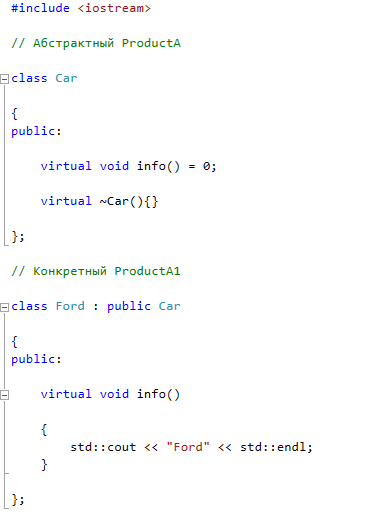 #include <iostream>
// Абстрактный ProductA
class Car
{
public:
virtual void info() = 0;
virtual ~Car(){}
};
// Конкретный ProductA1
class Ford : public Car
{
public:
virtual void info()
{
std::cout << "Ford" << std::endl;
}
};